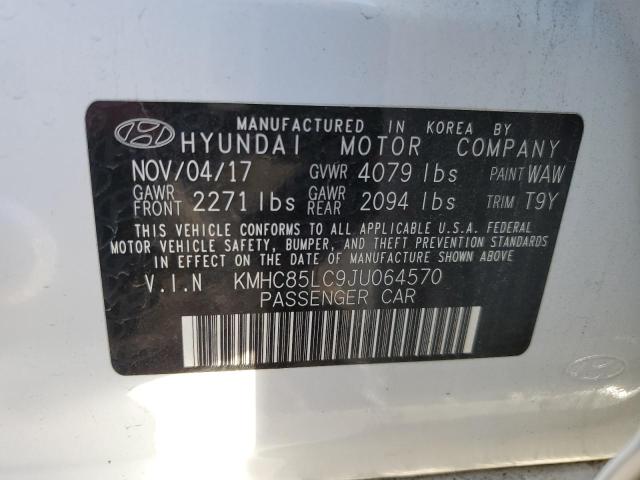 MANUFACTURED IN KOREA BY
HYUNDAI MOTOR COMPANY
NOV/04/17 GVWR 4079 lbs PAINT WAW
GAWR FRONT 2271 lbs GAWR REAR 2094 lbs TRIM T9Y
THIS VEHICLE CONFORMS TO ALL APPLICABLE U.S.A. FEDERAL
MOTOR VEHICLE SAFETY, BUMPER, AND THEFT PREVENTION STANDARDS
IN EFFECT ON THE DATE OF MANUFACTURE SHOWN ABOVE.
V.I.N KMHC85LC9JU064570
PASSENGER CAR